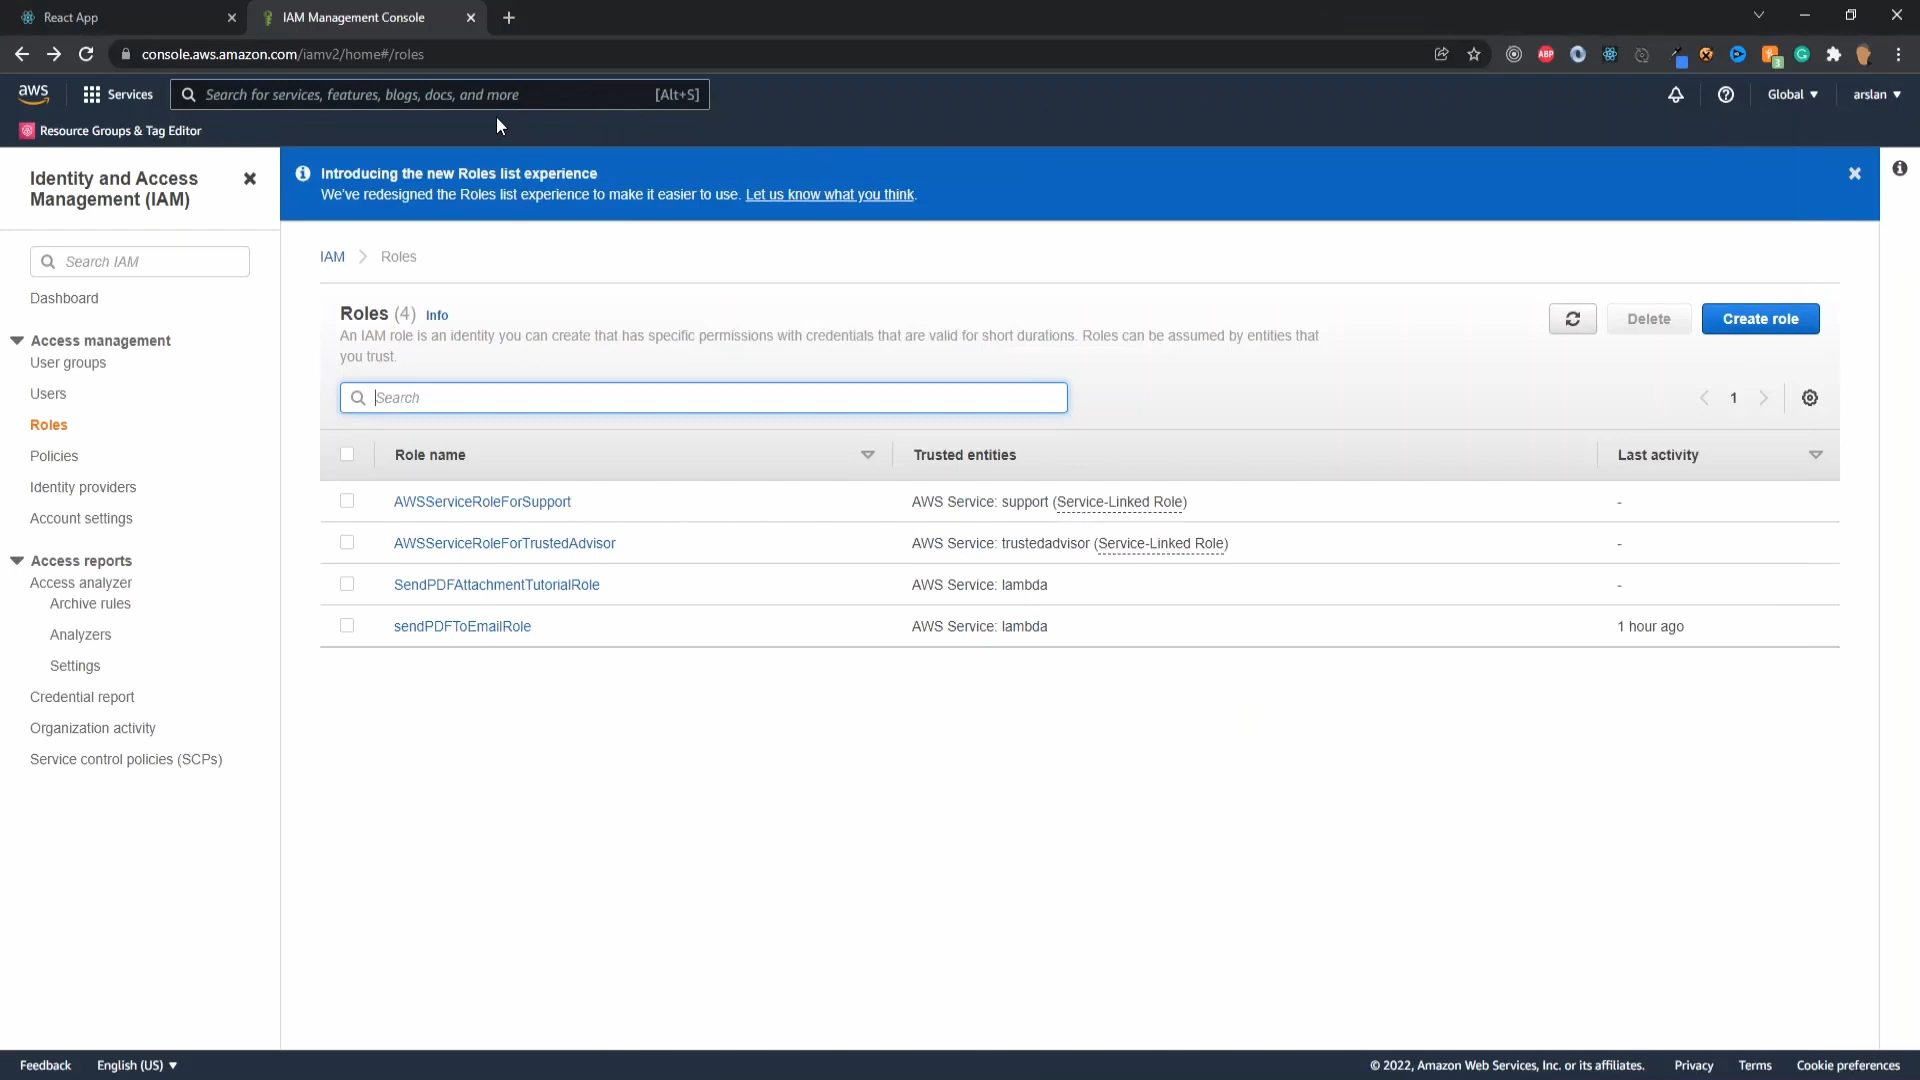 React App
IAM Management Console
console.aws.amazon.com/iamv2/home#/roles
ABP
3
aws
Services
Search for services, features, blogs, docs, and more
[Alt+S]
Global
arslan
Resource Groups & Tag Editor
Identity and Access
Management (IAM)
Search IAM
Dashboard
Access management
User groups
Users
Roles
Policies
Identity providers
Account settings
Access reports
Access analyzer
Archive rules
Analyzers
Settings
Credential report
Organization activity
Service control policies (SCPs)
Introducing the new Roles list experience
We've redesigned the Roles list experience to make it easier to use. Let us know what you think.
IAM > Roles
Roles (4) Info
An IAM role is an identity you can create that has specific permissions with credentials that are valid for short durations. Roles can be assumed by entities that
you trust.
Delete
Create role
Search
1
Role name
Trusted entities
Last activity
AWSServiceRoleForSupport
AWS Service: support (Service-Linked Role)
-
AWSServiceRoleForTrustedAdvisor
AWS Service: trustedadvisor (Service-Linked Role)
-
SendPDFAttachmentTutorialRole
AWS Service: lambda
-
sendPDFToEmailRole
AWS Service: lambda
1 hour ago
Feedback
English (US)
© 2022, Amazon Web Services, Inc. or its affiliates.
Privacy
Terms
Cookie preferences